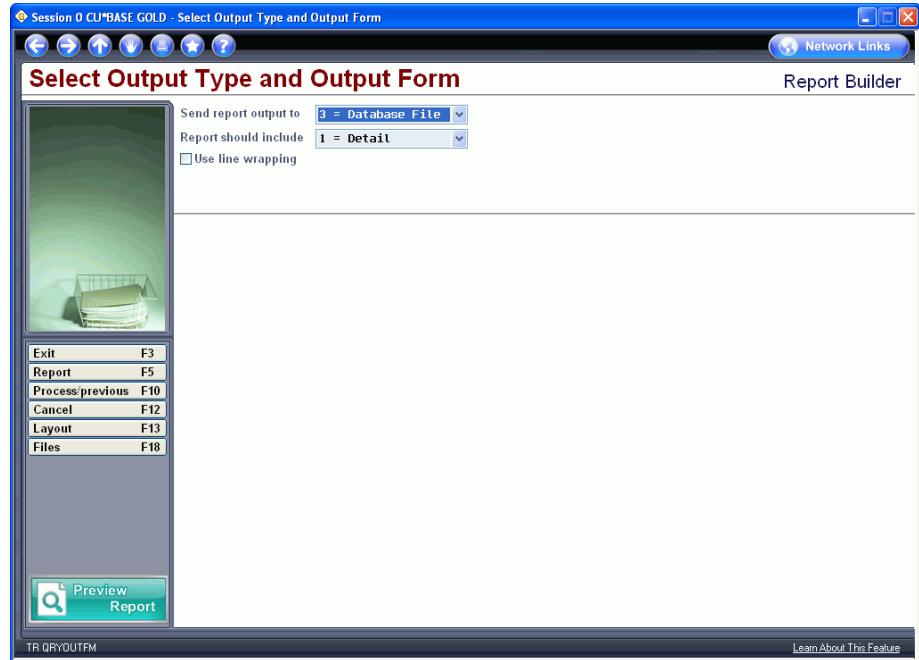 Session 0 CU*BASE GOLD - Select Output Type and Output Form
Network Links
Select Output Type and Output Form
Report Builder
Send report output to 3 = Database File
Report should include 1 = Detail
Use line wrapping
Exit F3
Report F5
Process/previous F10
Cancel F12
Layout F13
Files F18
Preview
Report
TR QRYOUTFM
Learn About This Feature